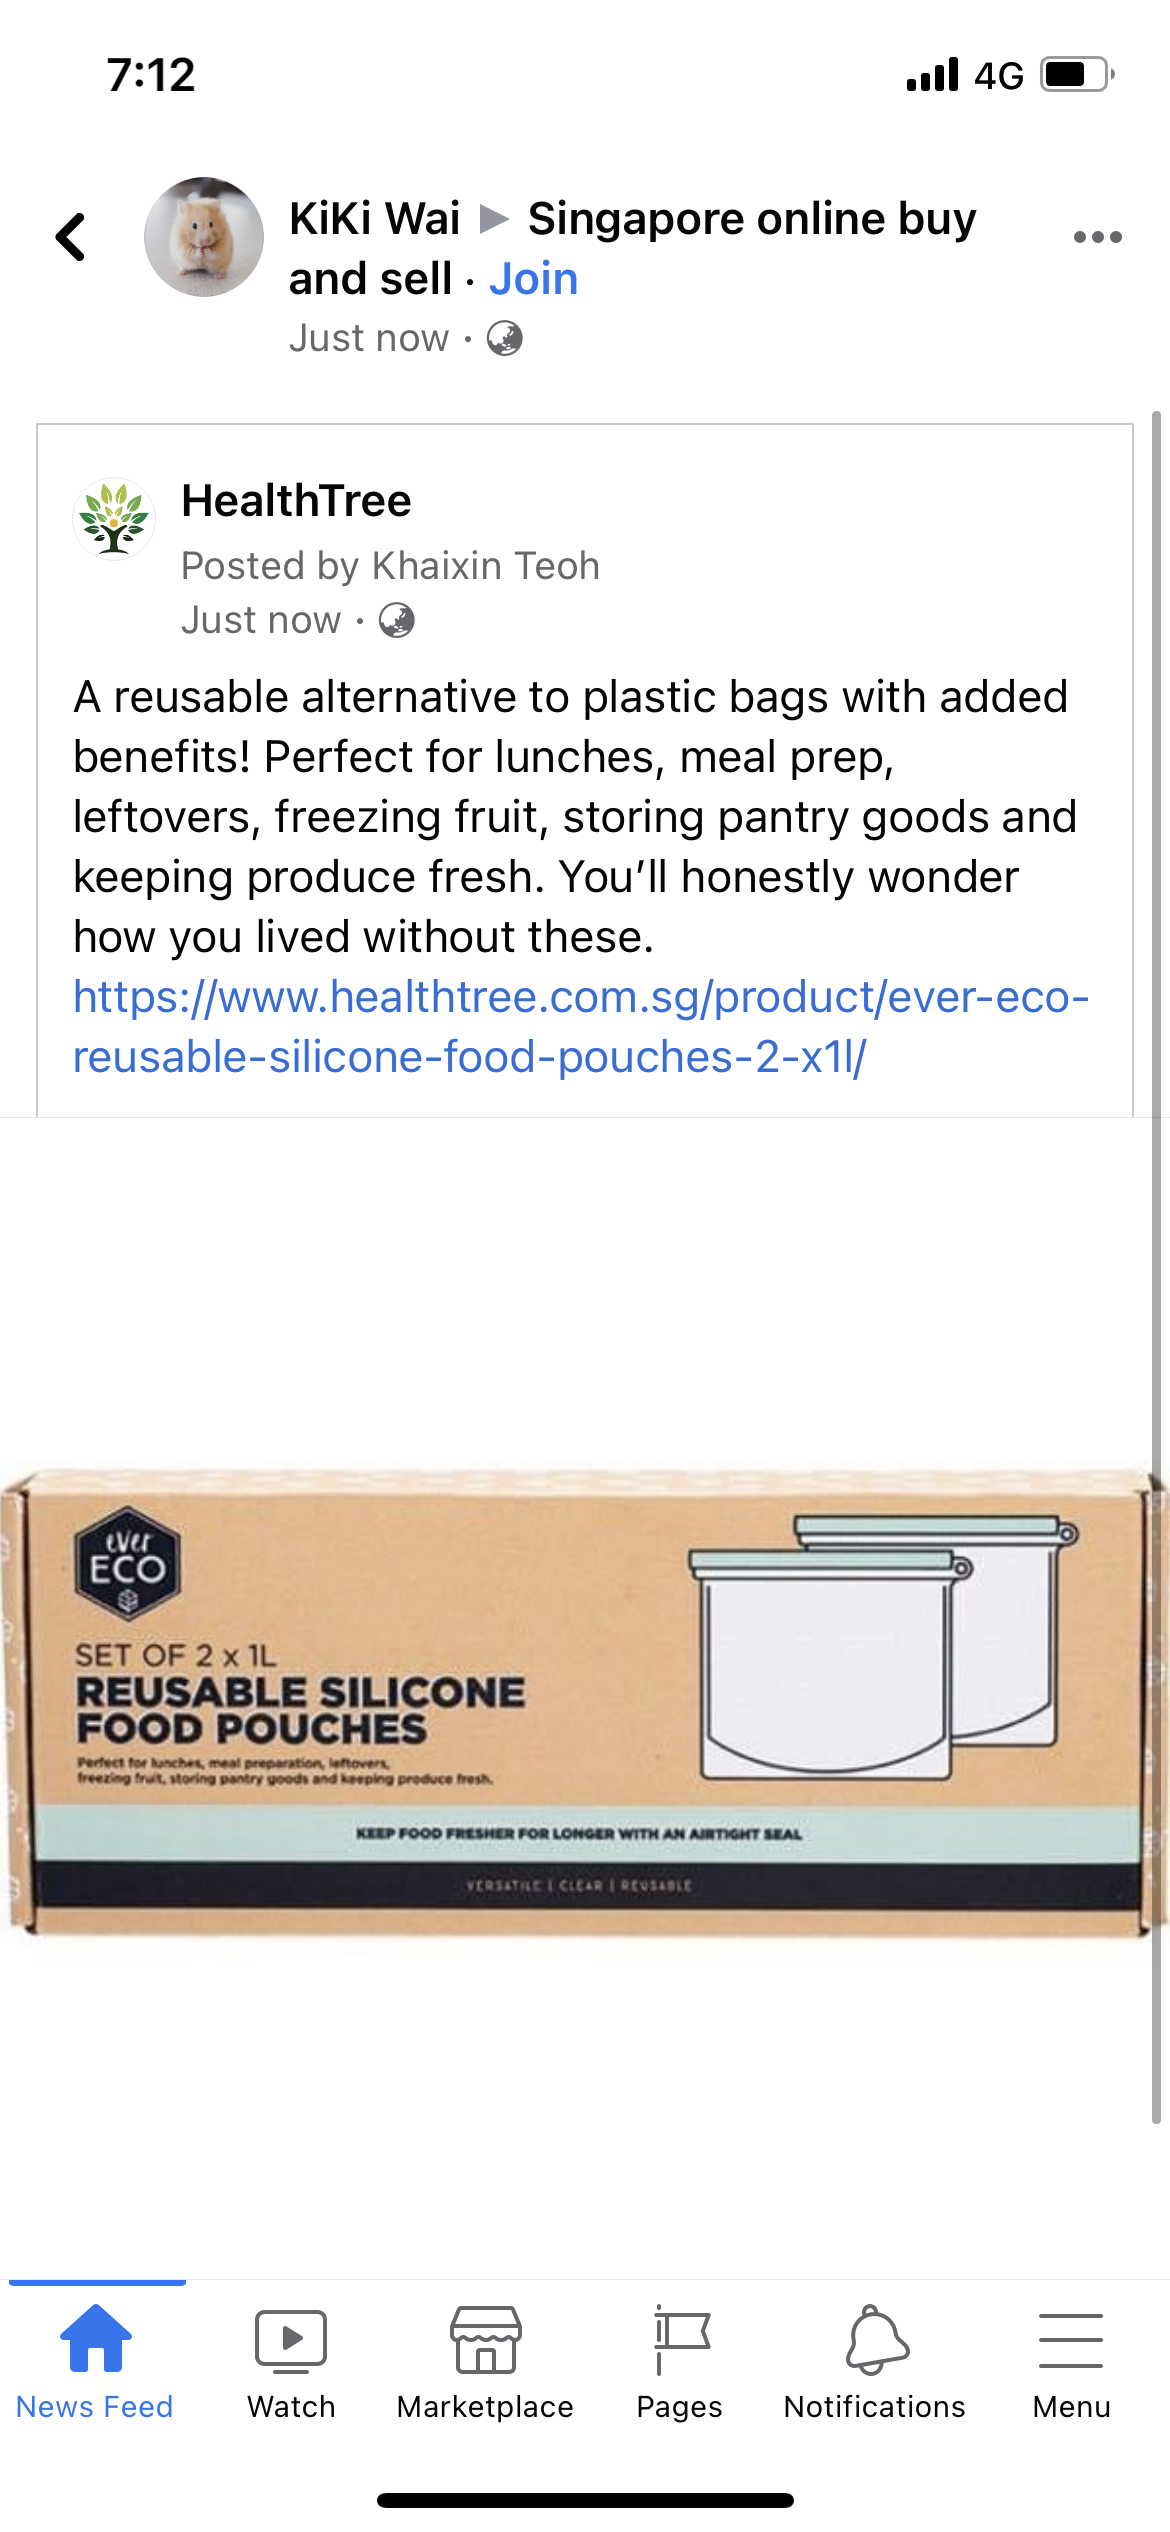 7:12
4G
KiKi Wai ▶ Singapore online buy
and sell · Join
Just now ·
HealthTree
Posted by Khaixin Teoh
Just now ·
A reusable alternative to plastic bags with added
benefits! Perfect for lunches, meal prep,
leftovers, freezing fruit, storing pantry goods and
keeping produce fresh. You’ll honestly wonder
how you lived without these.
https://www.healthtree.com.sg/product/ever-eco-
reusable-silicone-food-pouches-2-x1l/
ever
ECO
SET OF 2 x 1L
REUSABLE SILICONE
FOOD POUCHES
Perfect for lunches, meal preparation, leftovers,
freezing fruit, storing pantry goods and keeping produce fresh.
KEEP FOOD FRESHER FOR LONGER WITH AN AIRTIGHT SEAL
VERSATILE | CLEAR | REUSABLE
News Feed
Watch
Marketplace
Pages
Notifications
Menu